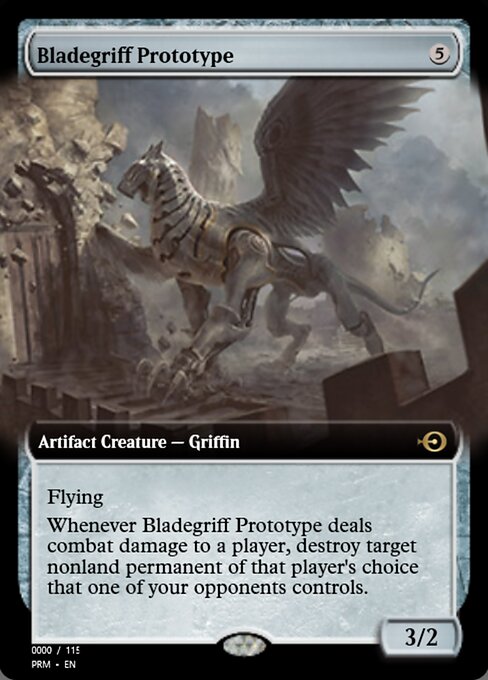 Bladegriff Prototype 5
Artifact Creature — Griffin
Flying
Whenever Bladegriff Prototype deals
combat damage to a player, destroy target
nonland permanent of that player's choice
that one of your opponents controls.
3/2
0000 / 115
PRM • EN